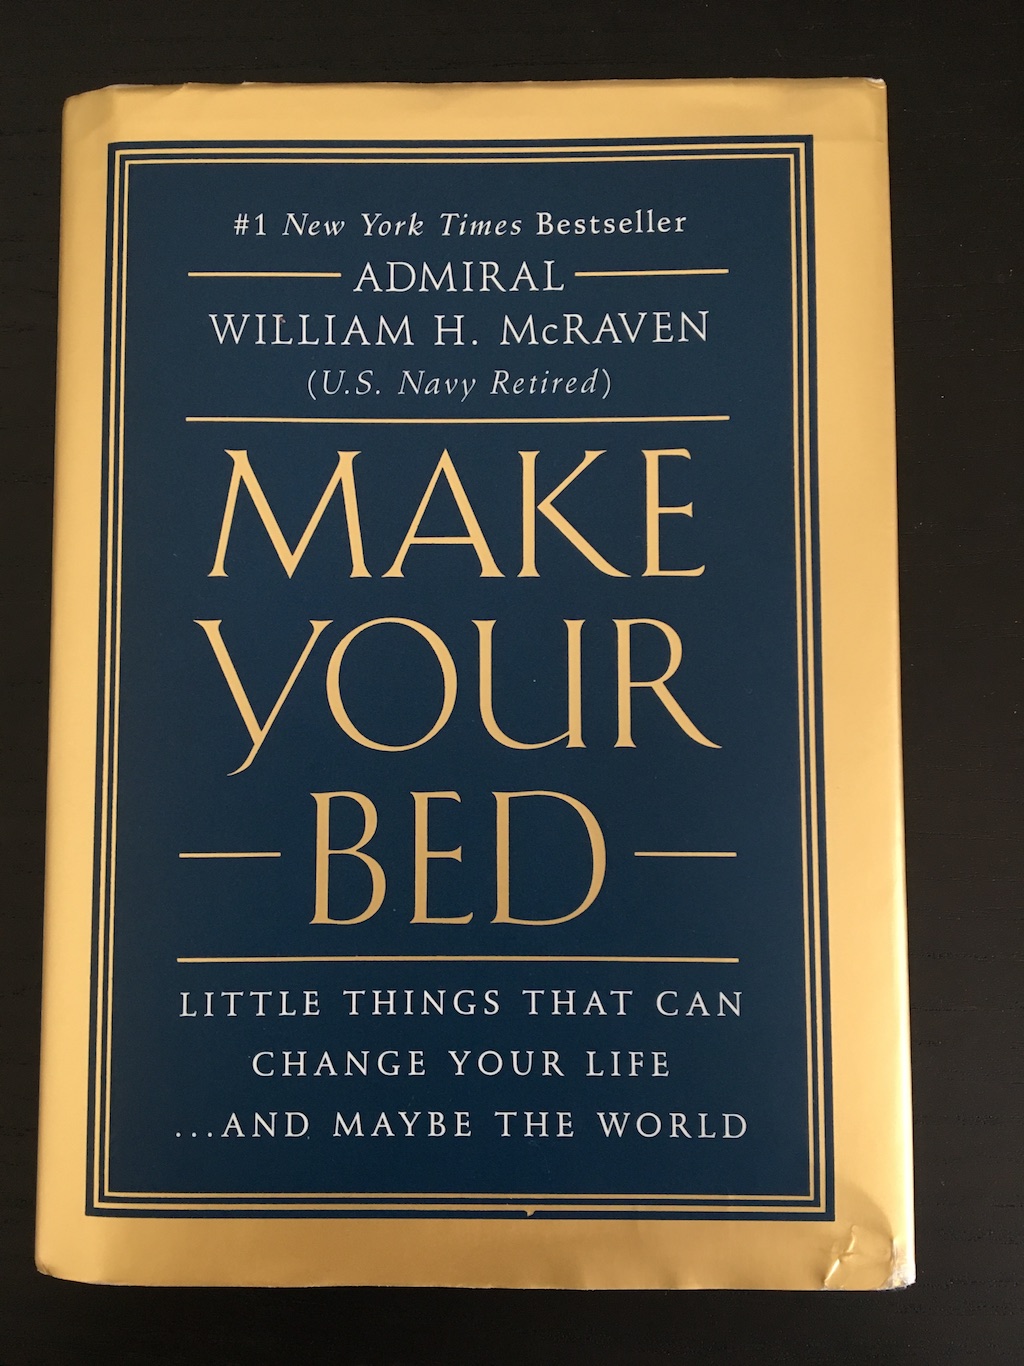 #1 New York Times Bestseller
ADMIRAL
WILLIAM H. McRAVEN
(U.S. Navy Retired)
MAKE
YOUR
BED
LITTLE THINGS THAT CAN
CHANGE YOUR LIFE
...AND MAYBE THE WORLD